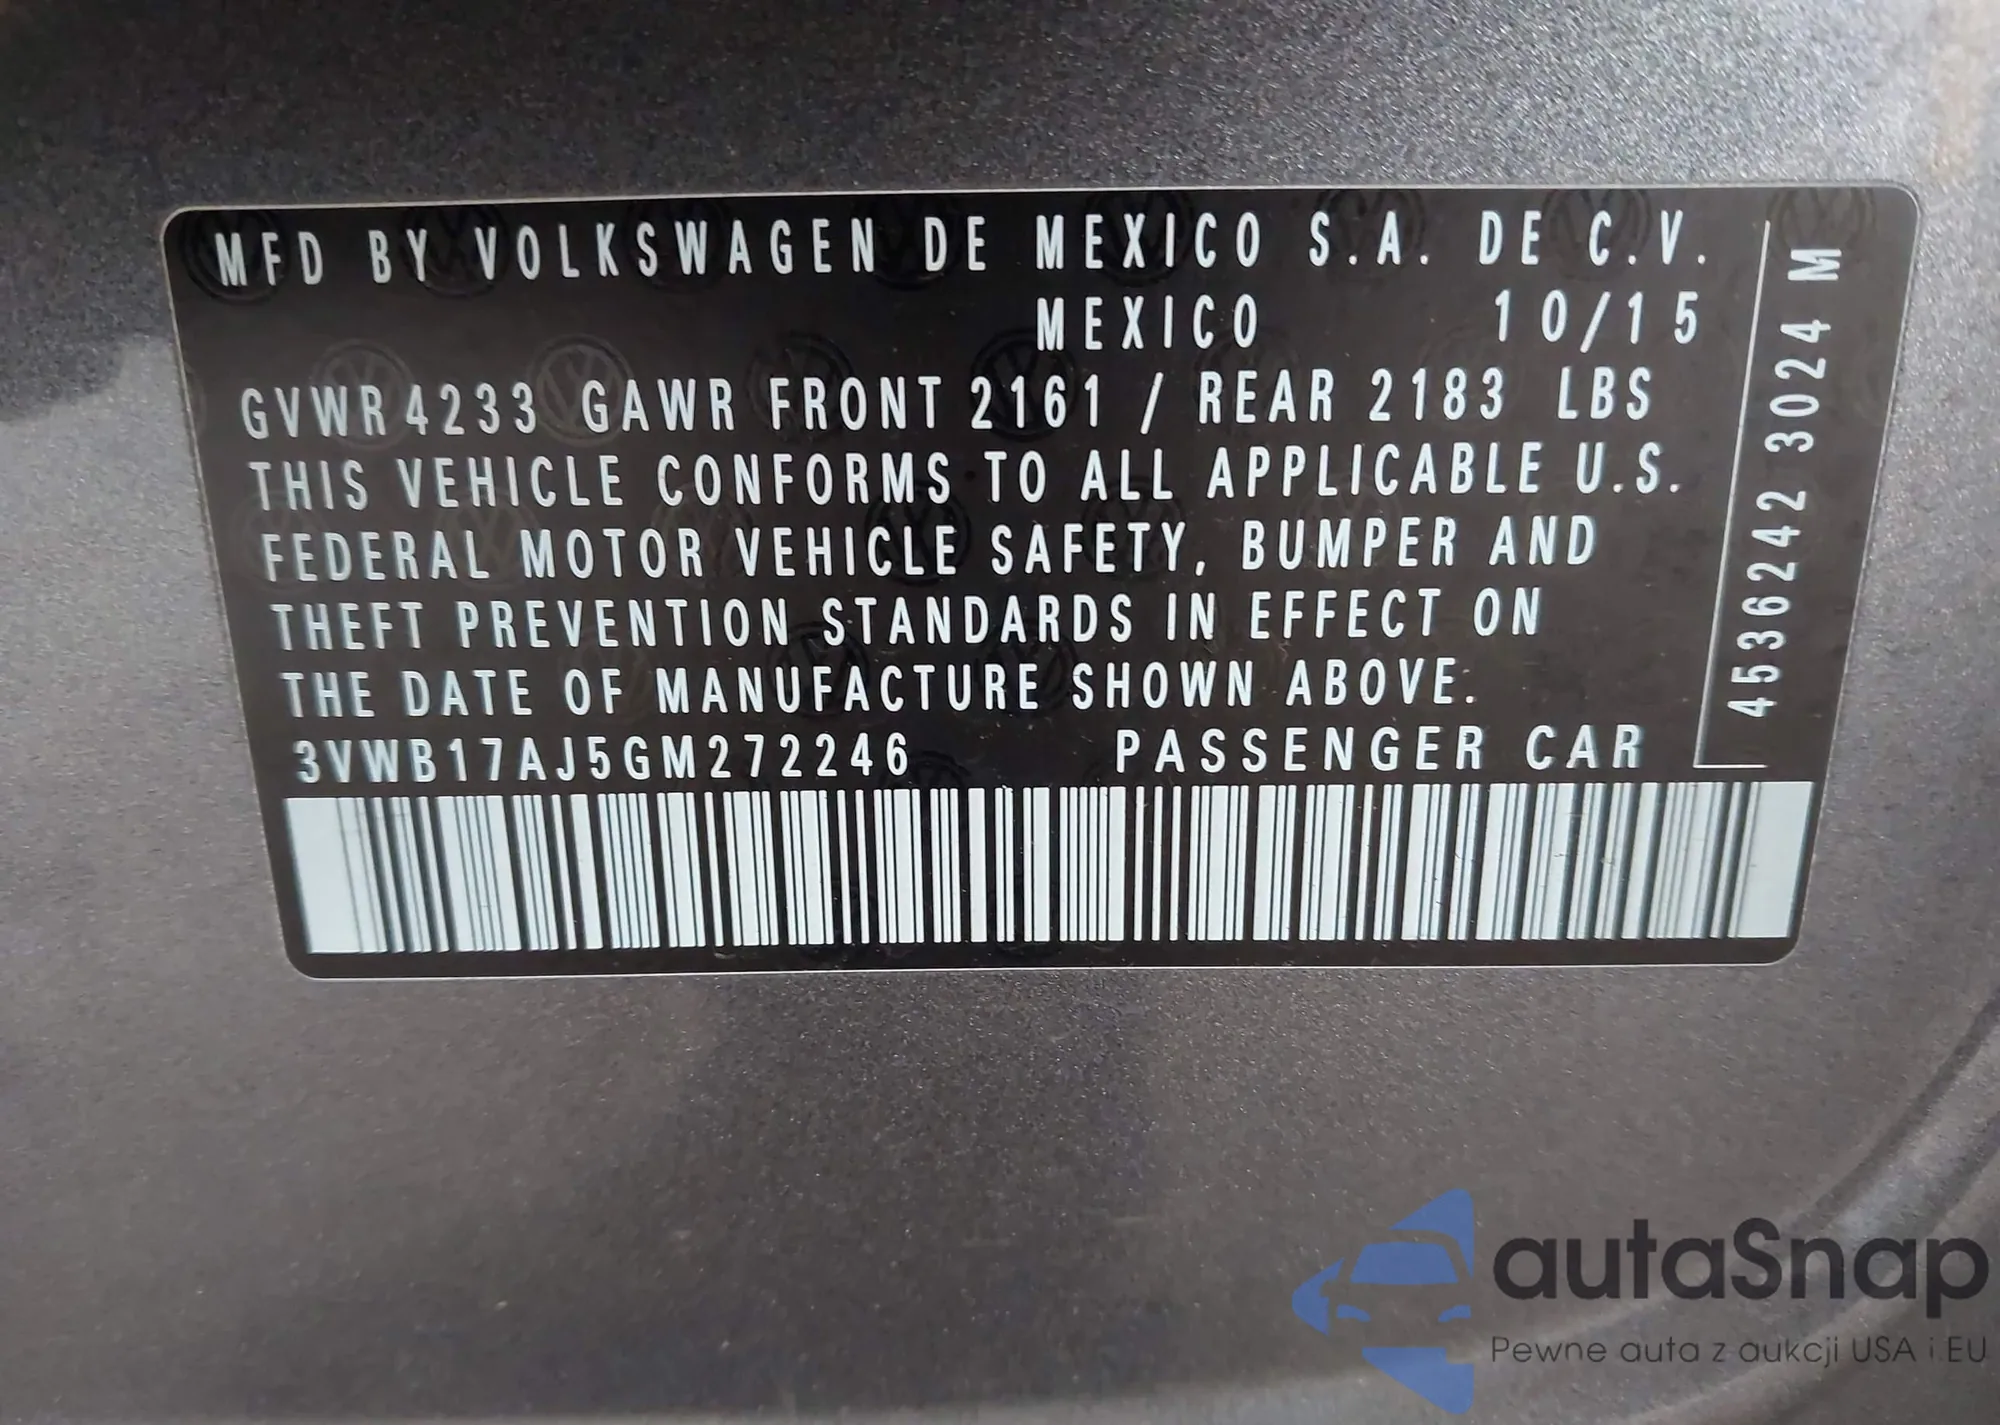 MFD BY VOLKSWAGEN DE MEXICO S.A. DE C.V.
MEXICO 10/15
GVWR 4233 GAWR FRONT 2161 / REAR 2183 LBS
THIS VEHICLE CONFORMS TO ALL APPLICABLE U.S.
FEDERAL MOTOR VEHICLE SAFETY, BUMPER AND
THEFT PREVENTION STANDARDS IN EFFECT ON
THE DATE OF MANUFACTURE SHOWN ABOVE.
3VWB17AJ5GM272246 PASSENGER CAR
4536242 3024 M
autaSnap
Pewne auta z aukcji USA i EU